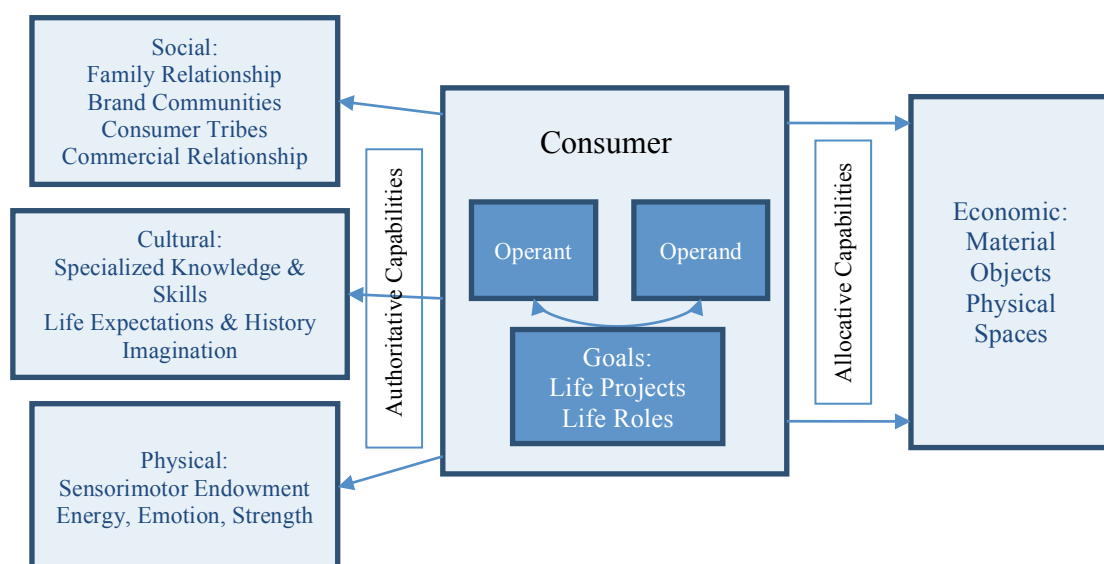 Social:
Family Relationship
Brand Communities
Consumer Tribes
Commercial Relationship
Cultural:
Specialized Knowledge &
Skills
Life Expectations & History
Imagination
Physical:
Sensorimotor Endowment
Energy, Emotion, Strength
Authoritative Capabilities
Consumer
Operant
Operand
Goals:
Life Projects
Life Roles
Allocative Capabilities
Economic:
Material
Objects
Physical
Spaces